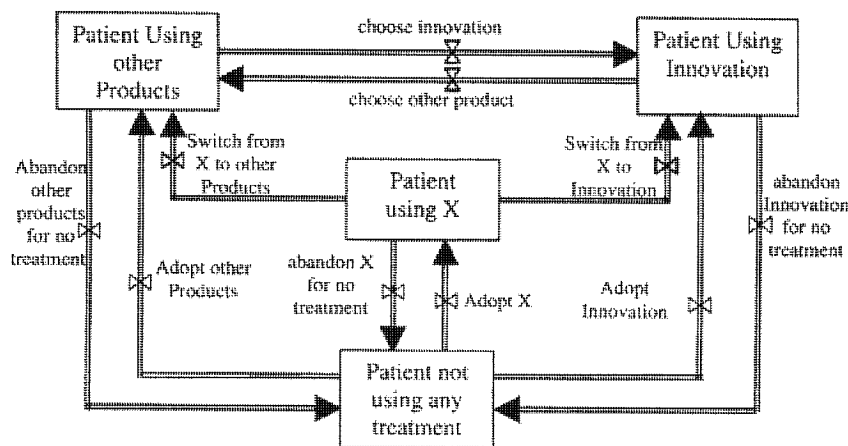 Patient Using
other
Products
choose innovation
choose other product
Patient Using
Innovation
Switch from
X to other
Products
Switch from
X to
Innovation
Patient
using X
Abandon
other
products
for no
treatment
abandon
Innovation
for no
treatment
Adopt other
Products
abandon X
for no
treatment
Adopt X
Adopt
Innovation
Patient not
using any
treatment